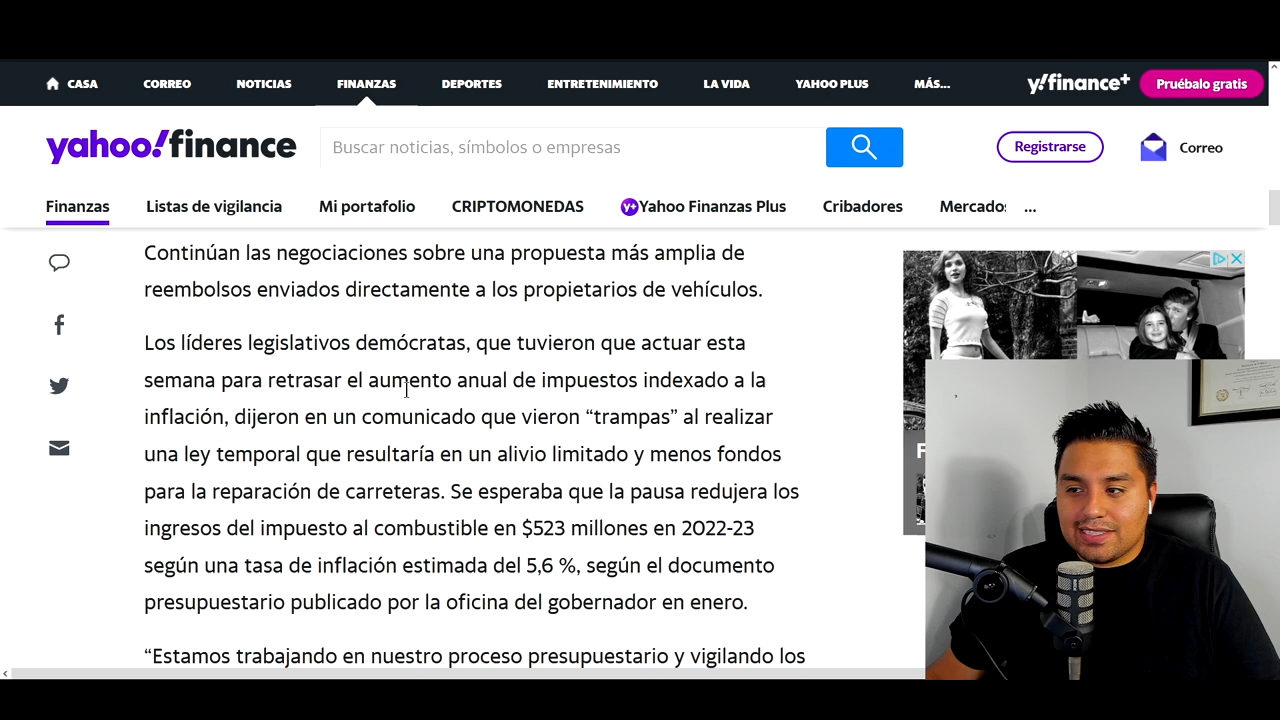 CASA CORREO NOTICIAS FINANZAS DEPORTES ENTRETENIMIENTO LA VIDA YAHOO PLUS MÁS... y!finance+ Pruébalo gratis
yahoo!finance Buscar noticias, símbolos o empresas Registrarse Correo
Finanzas Listas de vigilancia Mi portafolio CRIPTOMONEDAS y+ Yahoo Finanzas Plus Cribadores Mercado ...
Continúan las negociaciones sobre una propuesta más amplia de
reembolsos enviados directamente a los propietarios de vehículos.
Los líderes legislativos demócratas, que tuvieron que actuar esta
semana para retrasar el aumento anual de impuestos indexado a la
inflación, dijeron en un comunicado que vieron “trampas” al realizar
una ley temporal que resultaría en un alivio limitado y menos fondos
para la reparación de carreteras. Se esperaba que la pausa redujera los
ingresos del impuesto al combustible en $523 millones en 2022-23
según una tasa de inflación estimada del 5,6 %, según el documento
presupuestario publicado por la oficina del gobernador en enero.
“Estamos trabajando en nuestro proceso presupuestario y vigilando los
F